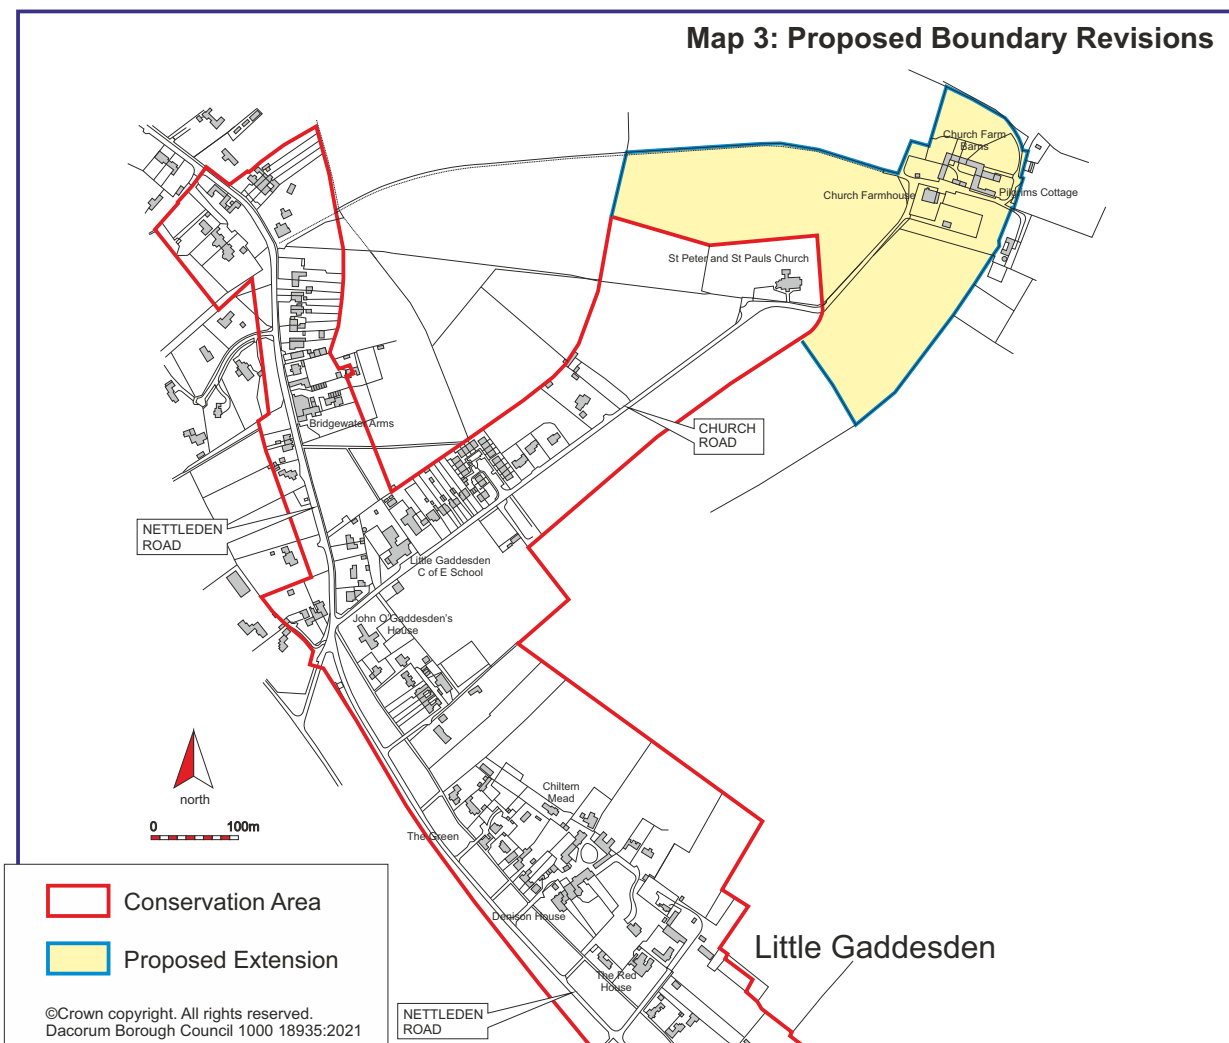 Map 3: Proposed Boundary Revisions
Church Farm
Barns
Church Farmhouse
Pilgrims Cottage
St Peter and St Pauls Church
Bridgewater Arms
CHURCH
ROAD
NETTLEDEN
ROAD
Little Gaddesden
C of E School
John O'Gaddesden's
House
north
0 100m
Chiltern
Mead
The Green
Denison House
Little Gaddesden
The Red
House
NETTLEDEN
ROAD
Conservation Area
Proposed Extension
©Crown copyright. All rights reserved.
Dacorum Borough Council 1000 18935:2021